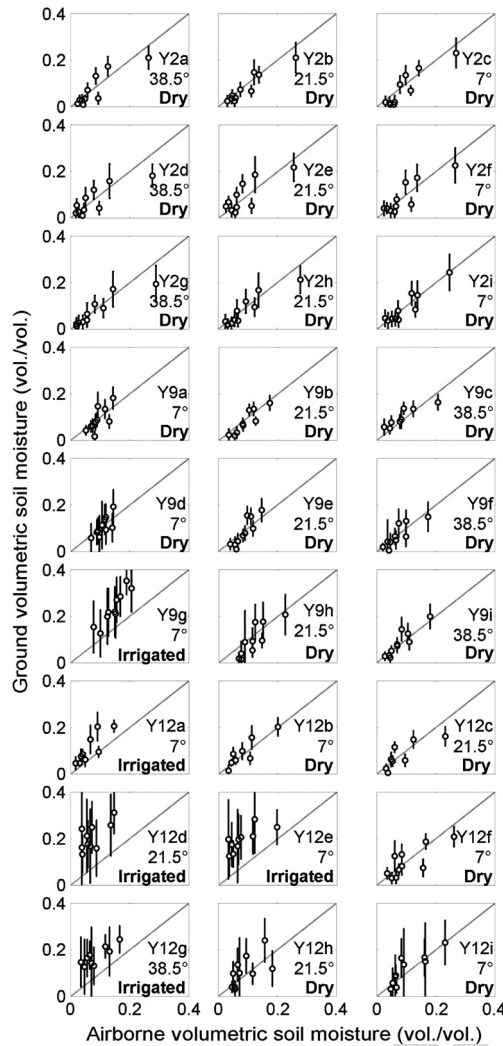 0.4 Y2a Y2b Y2c
38.5° 21.5° 7°
0.2
Dry Dry Dry
0
0.4 Y2d Y2e Y2f
38.5° 21.5° 7°
0.2
Dry Dry Dry
0
0.4 Y2g Y2h Y2i
38.5° 21.5° 7°
0.2
Dry Dry Dry
0
0.4 Y9a Y9b Y9c
7° 21.5° 38.5°
0.2
Dry Dry Dry
0
0.4 Y9d Y9e Y9f
7° 21.5° 38.5°
0.2
Dry Dry Dry
0
0.4 Y9g Y9h Y9i
7° 21.5° 38.5°
0.2
Irrigated Dry Dry
0
0.4 Y12a Y12b Y12c
7° 7° 21.5°
0.2
Irrigated Dry Dry
0
0.4 Y12d Y12e Y12f
21.5° 7° 7°
0.2
Irrigated Irrigated Dry
0
0.4 Y12g Y12h Y12i
38.5° 21.5° 7°
0.2
Irrigated Dry Dry
0
0 0.2 0.4 0 0.2 0.4 0 0.2 0.4
Ground volumetric soil moisture (vol./vol.)
Airborne volumetric soil moisture (vol./vol.)